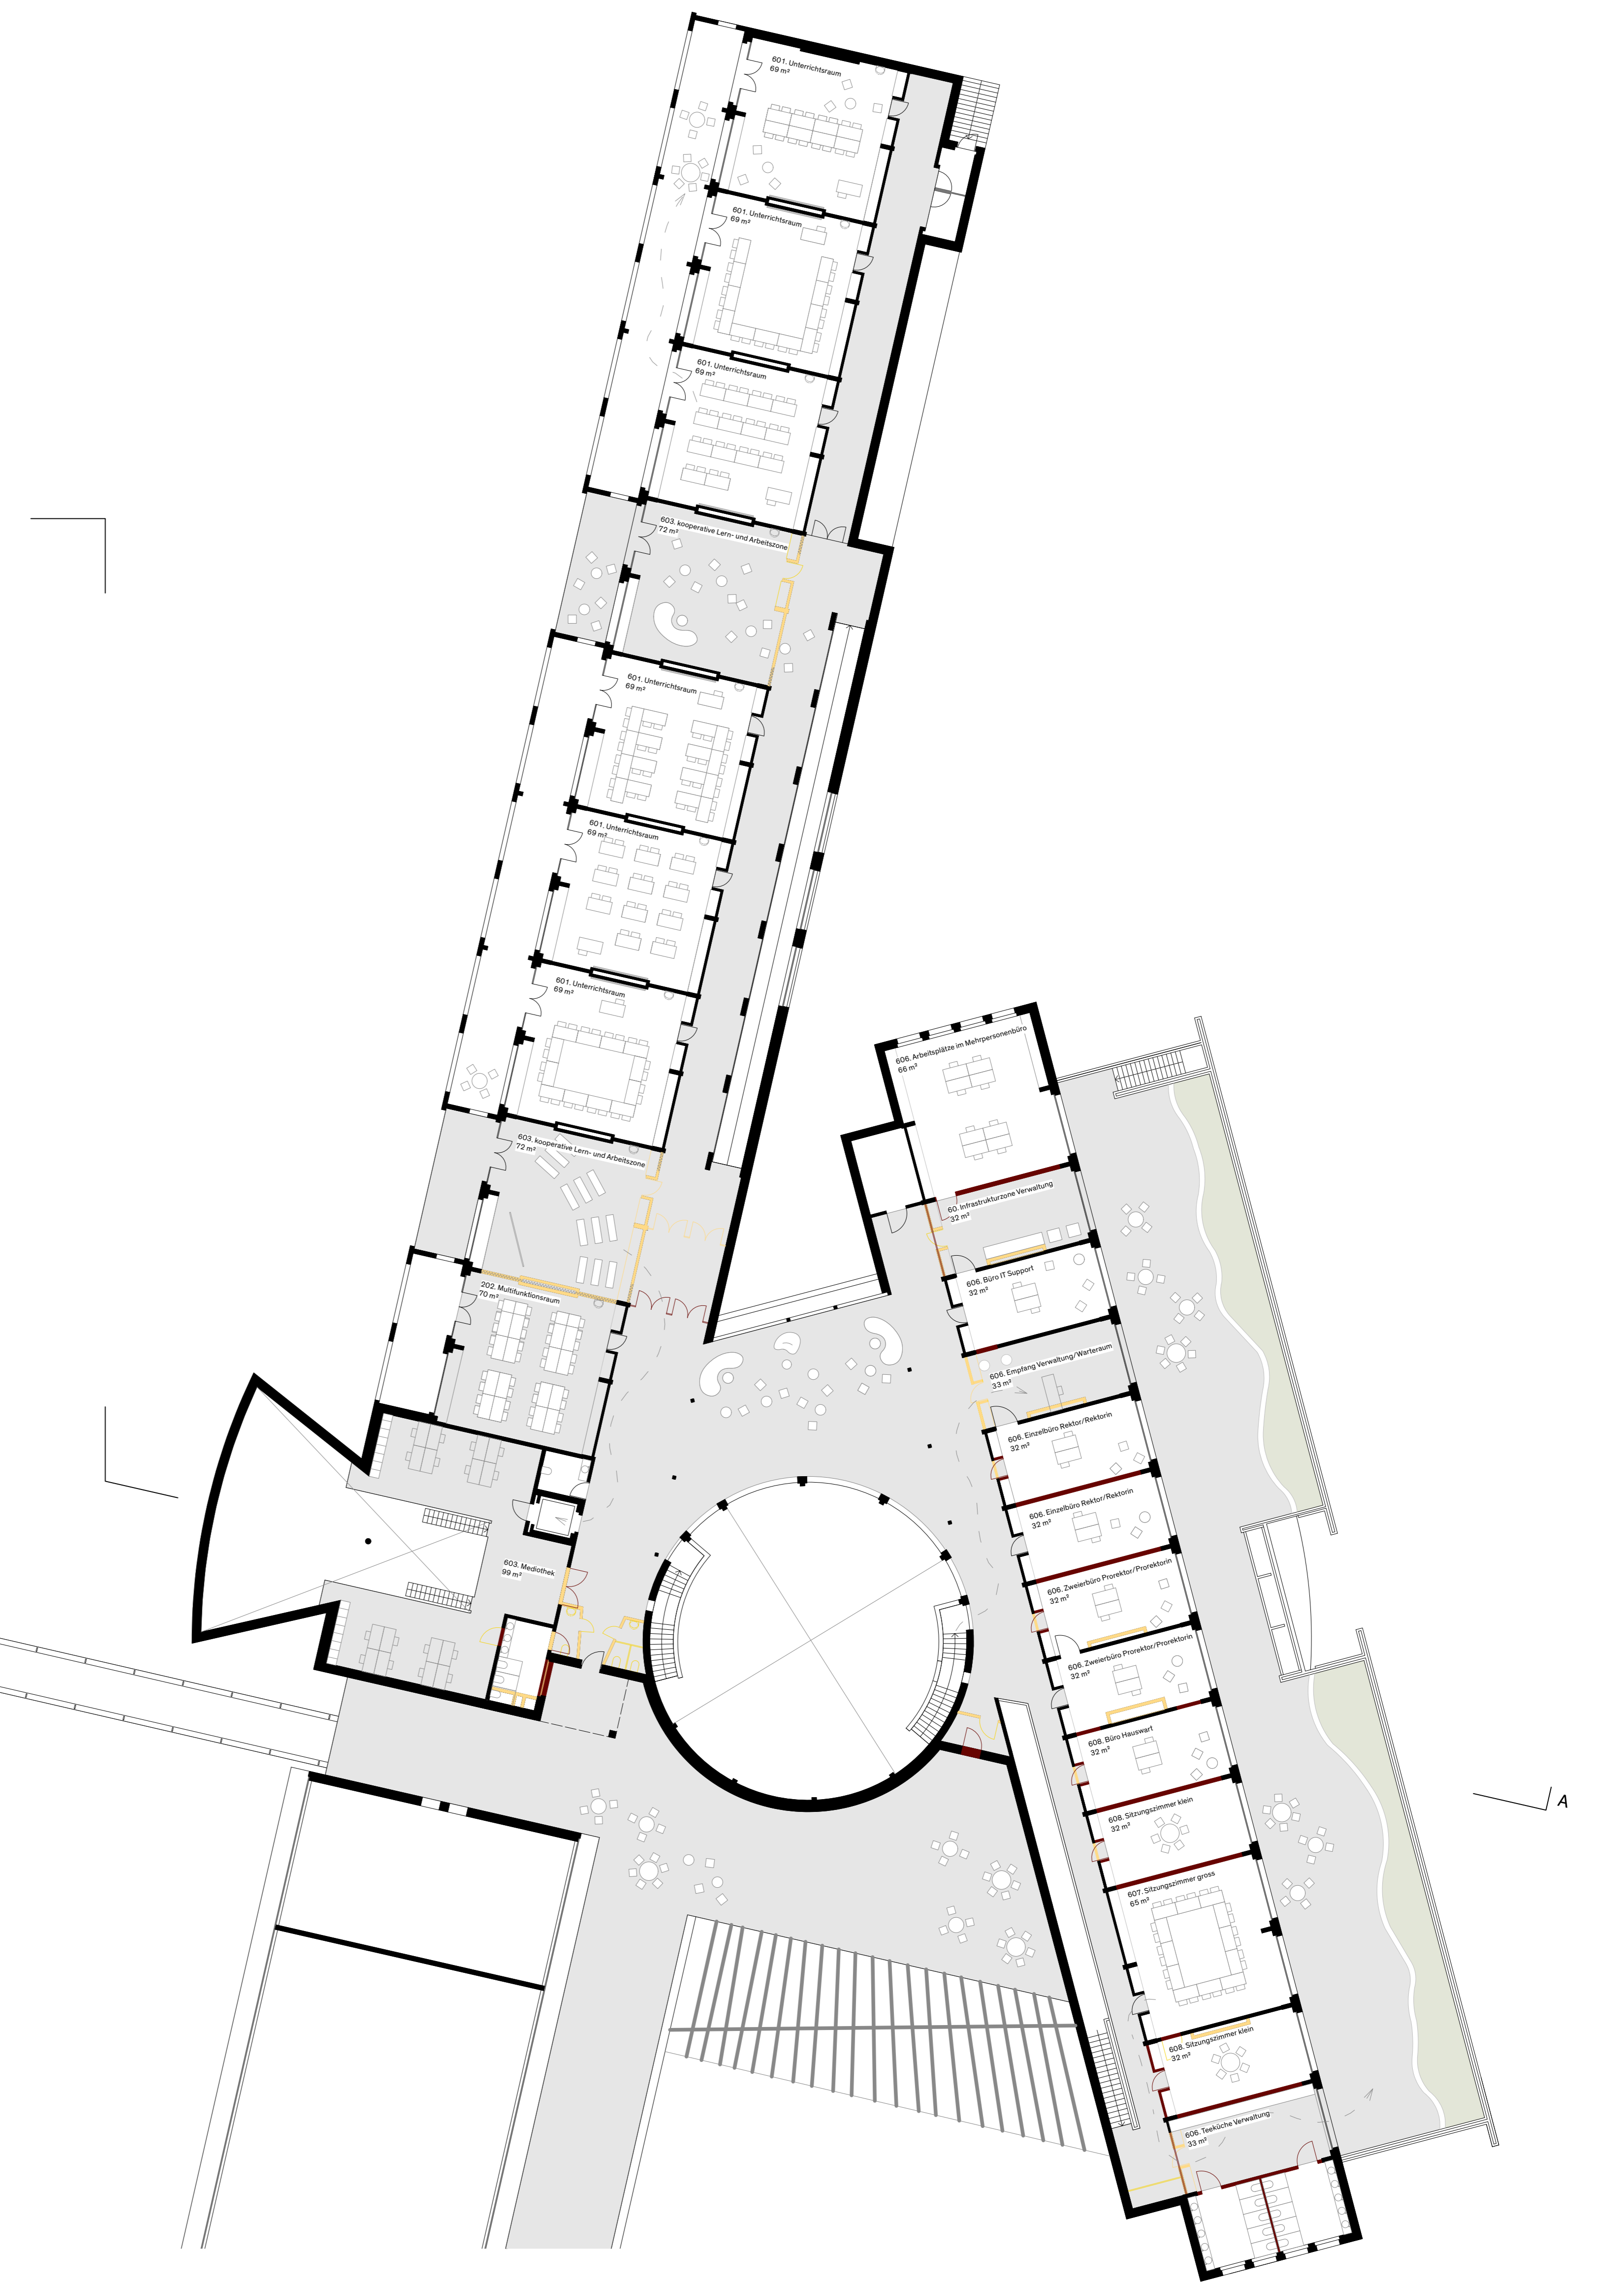 601. Unterrichtsraum
69 m²
601. Unterrichtsraum
69 m²
601. Unterrichtsraum
69 m²
603. kooperative Lern- und Arbeitszone
72 m²
601. Unterrichtsraum
69 m²
601. Unterrichtsraum
69 m²
601. Unterrichtsraum
69 m²
603. kooperative Lern- und Arbeitszone
72 m²
202. Multifunktionsraum
70 m²
603. Mediothek
99 m²
606. Arbeitsplätze im Mehrpersonenbüro
66 m²
60. Infrastrukturzone Verwaltung
32 m²
606. Büro IT Support
32 m²
606. Empfang Verwaltung/Warteraum
33 m²
606. Einzelbüro Rektor/Rektorin
32 m²
606. Einzelbüro Rektor/Rektorin
32 m²
606. Zweierbüro Prorektor/Prorektorin
32 m²
606. Zweierbüro Prorektor/Prorektorin
32 m²
608. Büro Hauswart
32 m²
608. Sitzungszimmer klein
32 m²
607. Sitzungszimmer gross
65 m²
608. Sitzungszimmer klein
32 m²
606. Teeküche Verwaltung
33 m²
A